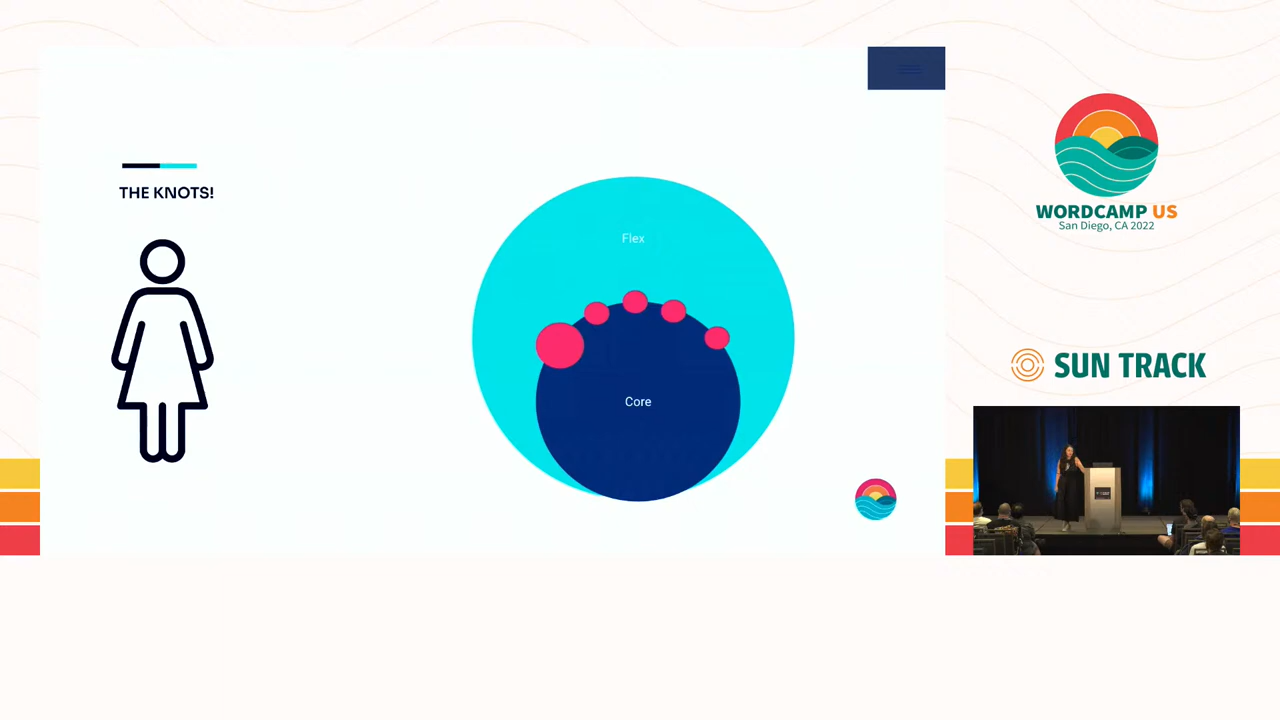 THE KNOTS!
Flex
Core
WORDCAMP US
San Diego, CA 2022
SUN TRACK